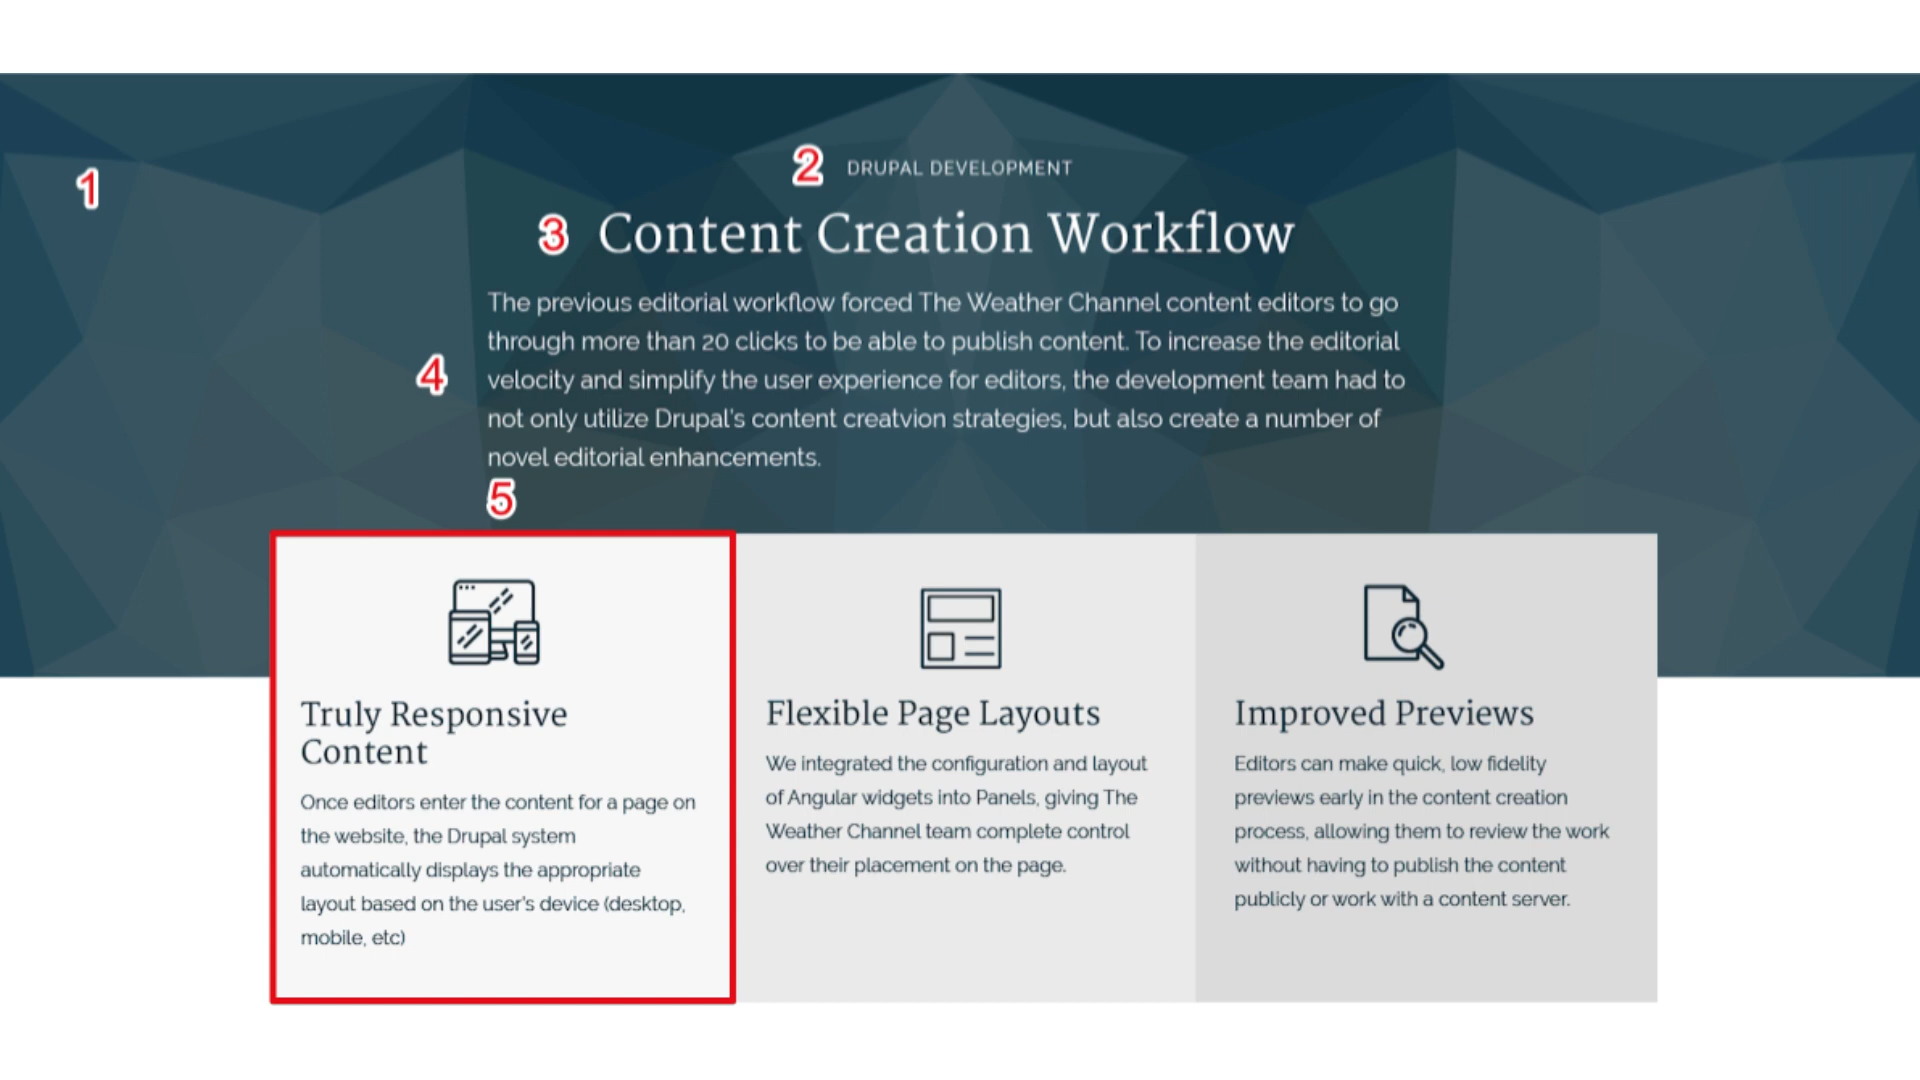 1
2 DRUPAL DEVELOPMENT
3 Content Creation Workflow
The previous editorial workflow forced The Weather Channel content editors to go
through more than 20 clicks to be able to publish content. To increase the editorial
4 velocity and simplify the user experience for editors, the development team had to
not only utilize Drupal's content creatvion strategies, but also create a number of
novel editorial enhancements.
5
Truly Responsive
Content
Once editors enter the content for a page on
the website, the Drupal system
automatically displays the appropriate
layout based on the user's device (desktop,
mobile, etc)
Flexible Page Layouts
We integrated the configuration and layout
of Angular widgets into Panels, giving The
Weather Channel team complete control
over their placement on the page.
Improved Previews
Editors can make quick, low fidelity
previews early in the content creation
process, allowing them to review the work
without having to publish the content
publicly or work with a content server.